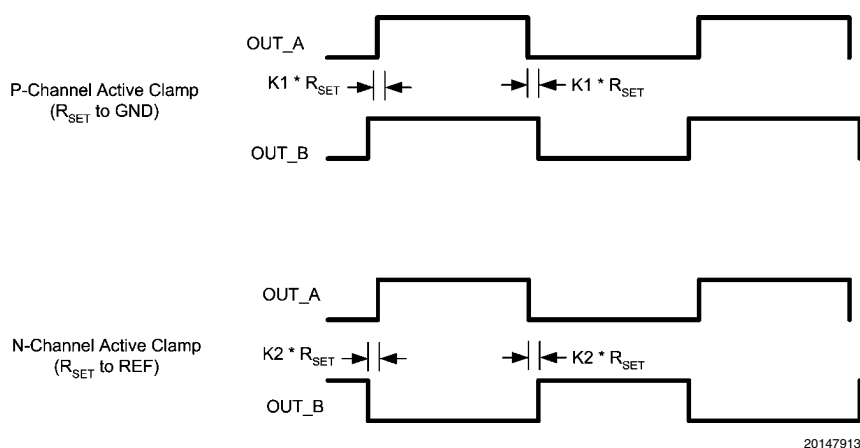 OUT_A
K1 * R_SET
K1 * R_SET
P-Channel Active Clamp
(R_SET to GND)
OUT_B
OUT_A
N-Channel Active Clamp
(R_SET to REF)
K2 * R_SET
K2 * R_SET
OUT_B
20147913